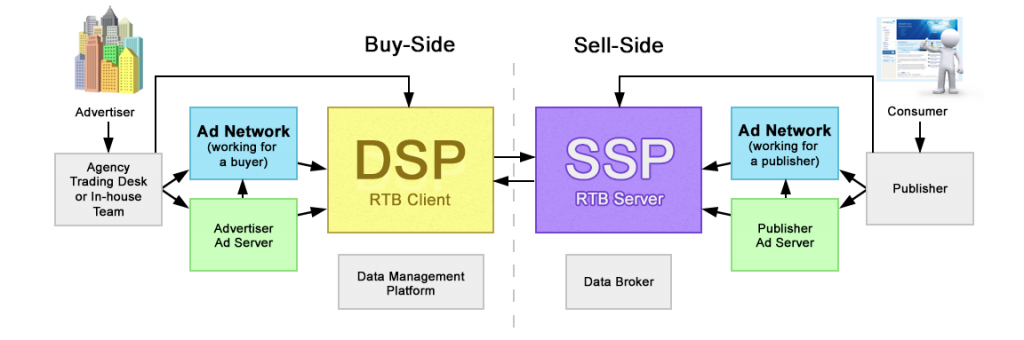 Buy-Side
Sell-Side
Advertiser
Consumer
Agency
Trading Desk
or In-house
Team
Ad Network
(working for
a buyer)
Advertiser
Ad Server
DSP
RTB Client
SSP
RTB Server
Ad Network
(working for
a publisher)
Publisher
Ad Server
Publisher
Data Management
Platform
Data Broker